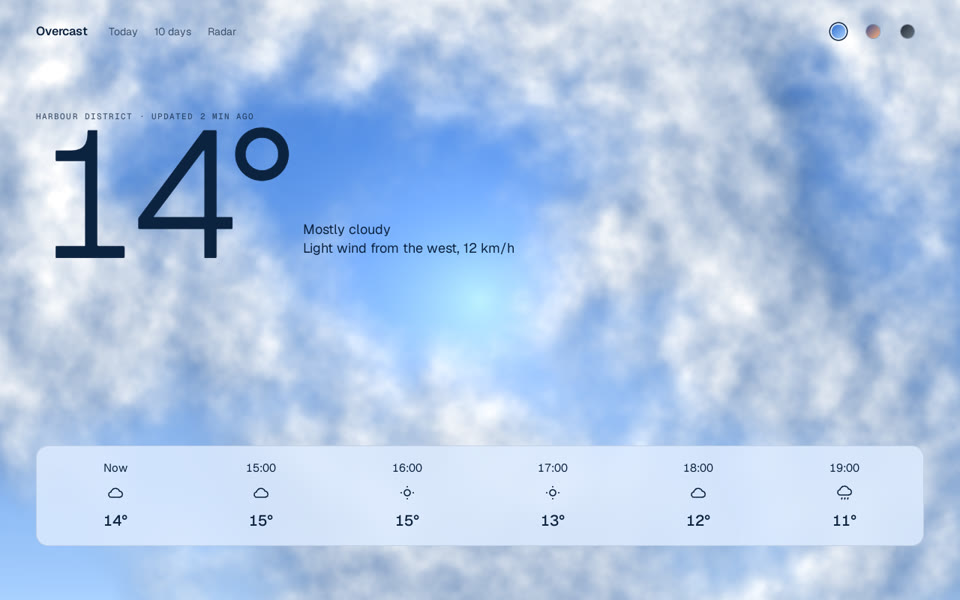 Overcast Today 10 days Radar
HARBOUR DISTRICT · UPDATED 2 MIN AGO
14°
Mostly cloudy
Light wind from the west, 12 km/h
Now 15:00 16:00 17:00 18:00 19:00
14° 15° 15° 13° 12° 11°